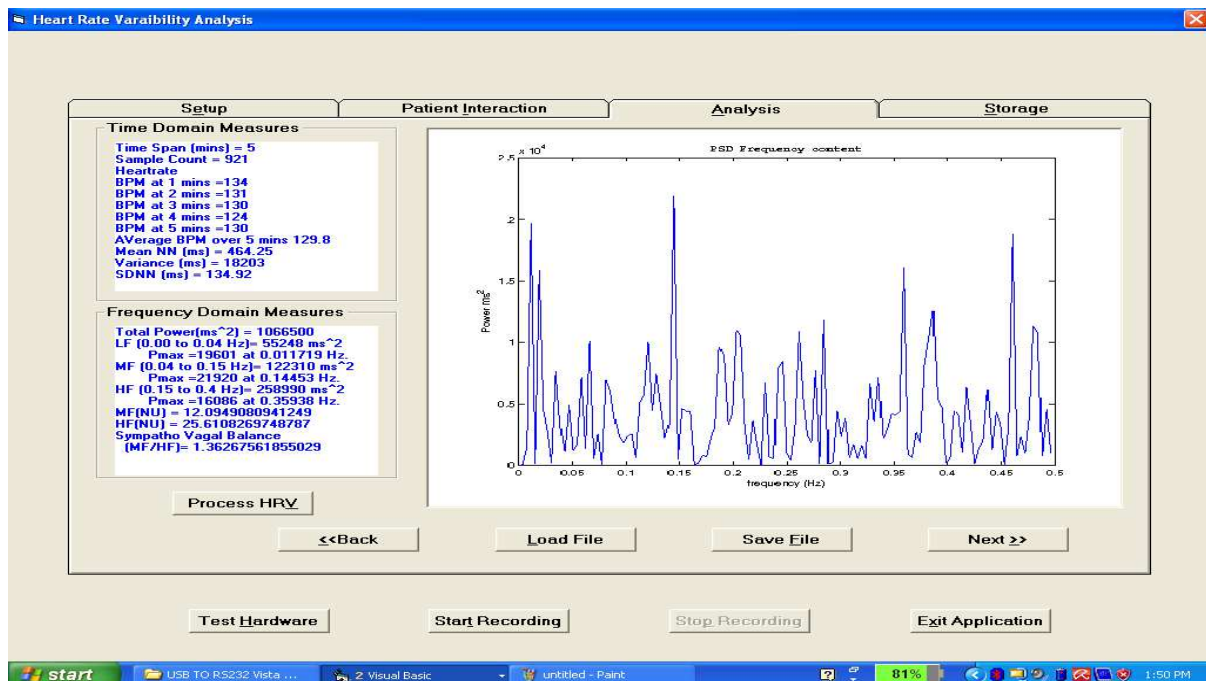 Heart Rate Varaibility Analysis
Setup
Patient Interaction
Analysis
Storage
Time Domain Measures
Time Span (mins) = 5
Sample Count = 921
Heartrate
BPM at 1 mins =134
BPM at 2 mins =131
BPM at 3 mins =130
BPM at 4 mins =124
BPM at 5 mins =130
AVerage BPM over 5 mins 129.8
Mean NN (ms) = 464.25
Variance (ms) = 18203
SDNN (ms) = 134.92
Frequency Domain Measures
Total Power(ms^2) = 1066500
LF (0.00 to 0.04 Hz)= 55248 ms^2
Pmax =19601 at 0.011719 Hz.
MF (0.04 to 0.15 Hz)= 122310 ms^2
Pmax =21920 at 0.14453 Hz.
HF (0.15 to 0.4 Hz)= 258990 ms^2
Pmax =16086 at 0.35938 Hz.
MF(NU) = 12.0949080941249
HF(NU) = 25.6108269748787
Sympatho Vagal Balance
(MF/HF)= 1.36267561855029
PSD Frequency content
x 10^4
2.5
2
1.5
1
0.5
0
Power ms^2
0 0.05 0.1 0.15 0.2 0.25 0.3 0.35 0.4 0.45 0.5
frequency (Hz)
Process HRV
<<Back
Load File
Save File
Next >>
Test Hardware
Start Recording
Stop Recording
Exit Application
start
USB TO RS232 Vista ...
2 Visual Basic
untitled - Paint
81%
1:50 PM